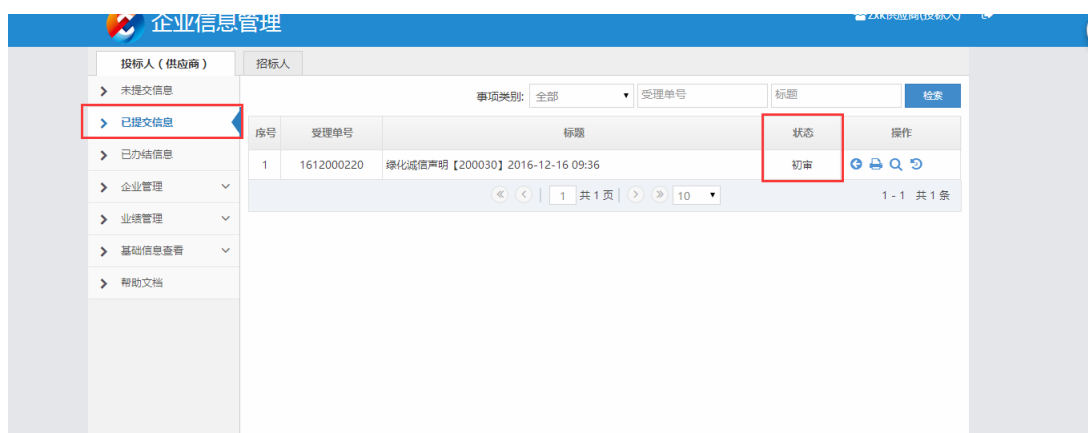 企业信息管理
zxk供应商(投标人)
投标人（供应商）
招标人
未提交信息
已提交信息
已办结信息
企业管理
业绩管理
基础信息查看
帮助文档
事项类别: 全部 受理单号 标题 检索
序号 受理单号 标题 状态 操作
1 1612000220 绿化诚信声明【200030】2016-12-16 09:36 初审
1 共1页 10 1 - 1 共1条